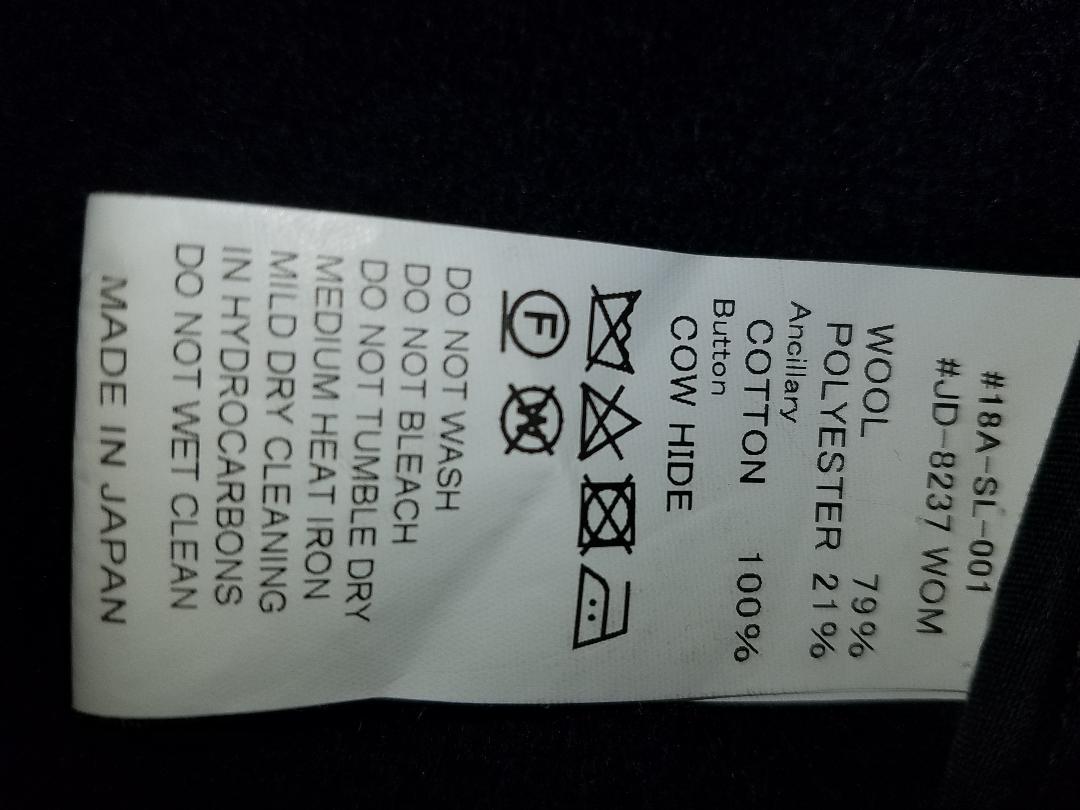 #18A-SL-001
#JD-8237 WOM
WOOL 79%
POLYESTER 21%
Ancillary
COTTON 100%
Button
COW HIDE
F W
DO NOT WASH
DO NOT BLEACH
DO NOT TUMBLE DRY
MEDIUM HEAT IRON
MILD DRY CLEANING
IN HYDROCARBONS
DO NOT WET CLEAN
MADE IN JAPAN